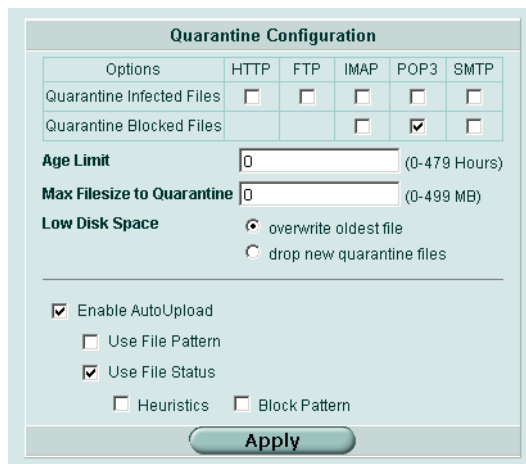 Quarantine Configuration
Options HTTP FTP IMAP POP3 SMTP
Quarantine Infected Files
Quarantine Blocked Files
Age Limit 0 (0-479 Hours)
Max Filesize to Quarantine 0 (0-499 MB)
Low Disk Space overwrite oldest file
drop new quarantine files
Enable AutoUpload
Use File Pattern
Use File Status
Heuristics Block Pattern
Apply